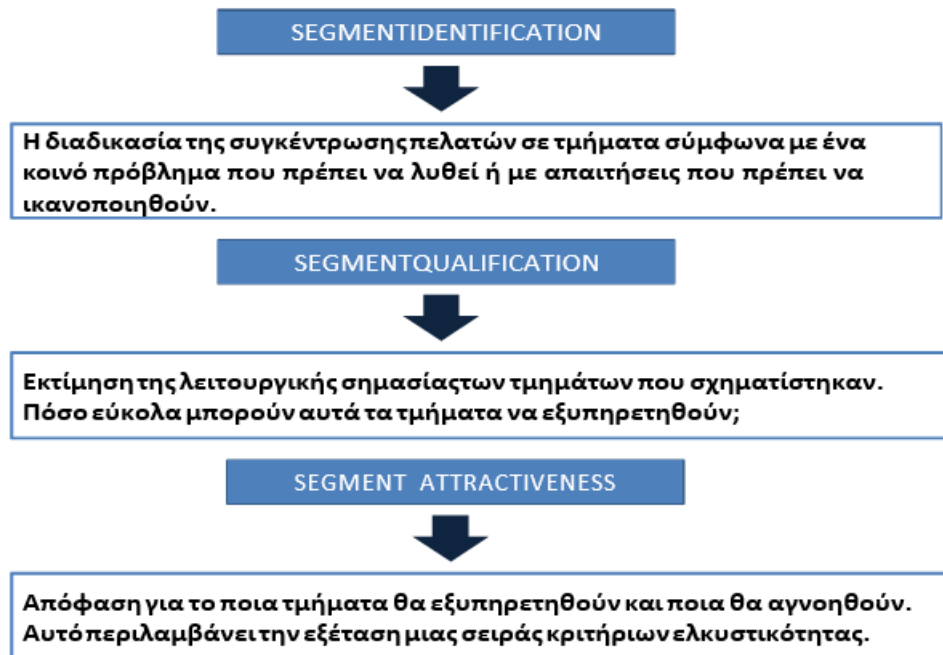 SEGMENTIDENTIFICATION
Η διαδικασία της συγκέντρωσηςπελατών σε τμήματα σύμφωνα με ένα
κοινό πρόβλημα που πρέπει να λυθεί ή με απαιτήσεις που πρέπει να
ικανοποιηθούν.
SEGMENTQUALIFICATION
Εκτίμηση της λειτουργικής σημασίαςτων τμημάτων που σχηματίστηκαν.
Πόσο εύκολα μπορούν αυτά τα τμήματα να εξυπηρετηθούν;
SEGMENT ATTRACTIVENESS
Απόφαση για το ποια τμήματα θα εξυπηρετηθούν και ποια θα αγνοηθούν.
Αυτόπεριλαμβάνει την εξέταση μιας σειράς κριτήριων ελκυστικότητας.